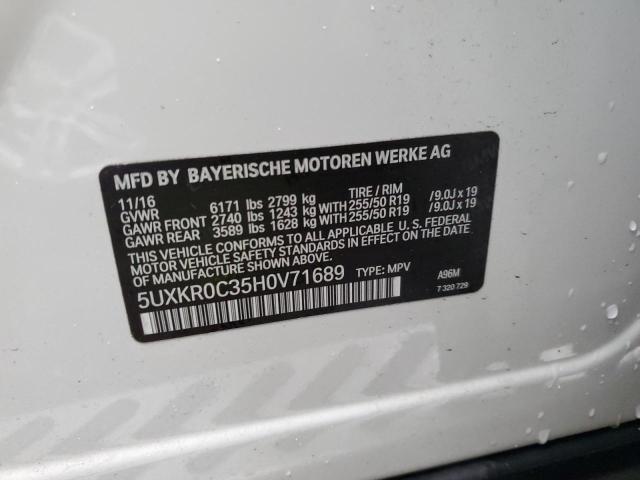 MFD BY BAYERISCHE MOTOREN WERKE AG
11/16 TIRE / RIM
GVWR 6171 lbs 2799 kg
GAWR FRONT 2740 lbs 1243 kg WITH 255/50 R19 /9.0J x 19
GAWR REAR 3589 lbs 1628 kg WITH 255/50 R19 /9.0J x 19
THIS VEHICLE CONFORMS TO ALL APPLICABLE U. S. FEDERAL
MOTOR VEHICLE SAFETY STANDARDS IN EFFECT ON THE
DATE OF MANUFACTURE SHOWN ABOVE.
5UXKR0C35H0V71689 TYPE: MPV A96M
7 320 729